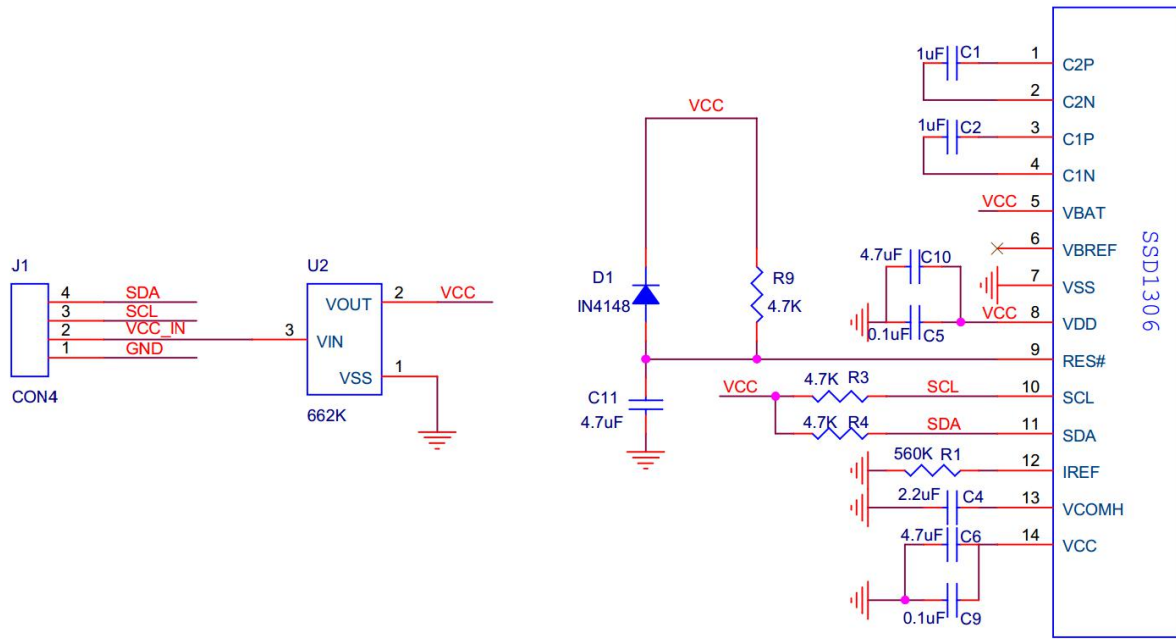 J1
4 SDA
3 SCL
2 VCC_IN
1 GND
CON4
U2
VOUT 2 VCC
3 VIN
VSS 1
662K
VCC
D1
IN4148
R9
4.7K
C11
4.7uF
1uF C1 1 C2P
2 C2N
1uF C2 3 C1P
4 C1N
VCC 5 VBAT
6 VBREF
4.7uF C10
7 VSS
VCC 8 VDD
0.1uF C5
9 RES#
VCC 4.7K R3 SCL 10 SCL
4.7K R4 SDA 11 SDA
560K R1 12 IREF
2.2uF C4 13 VCOMH
4.7uF C6 14 VCC
0.1uF C9
SSD1306